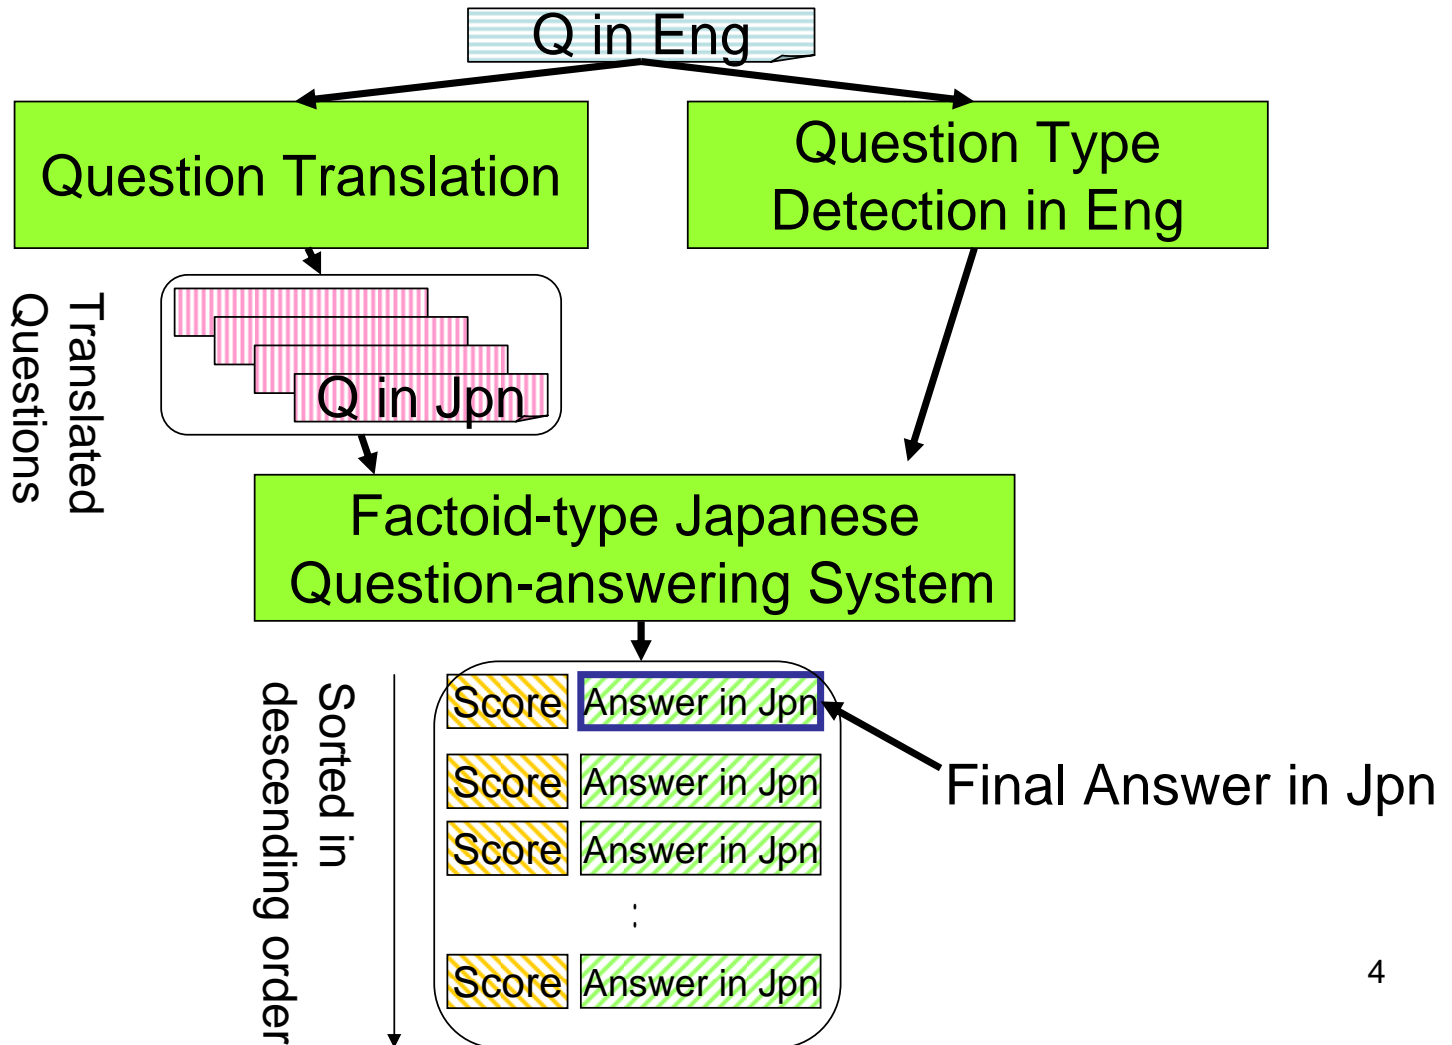 Q in Eng
Question Translation
Question Type
Detection in Eng
Translated
Questions
Q in Jpn
Factoid-type Japanese
Question-answering System
Sorted in
descending order
Score Answer in Jpn
Score Answer in Jpn
Score Answer in Jpn
:
Score Answer in Jpn
Final Answer in Jpn
4